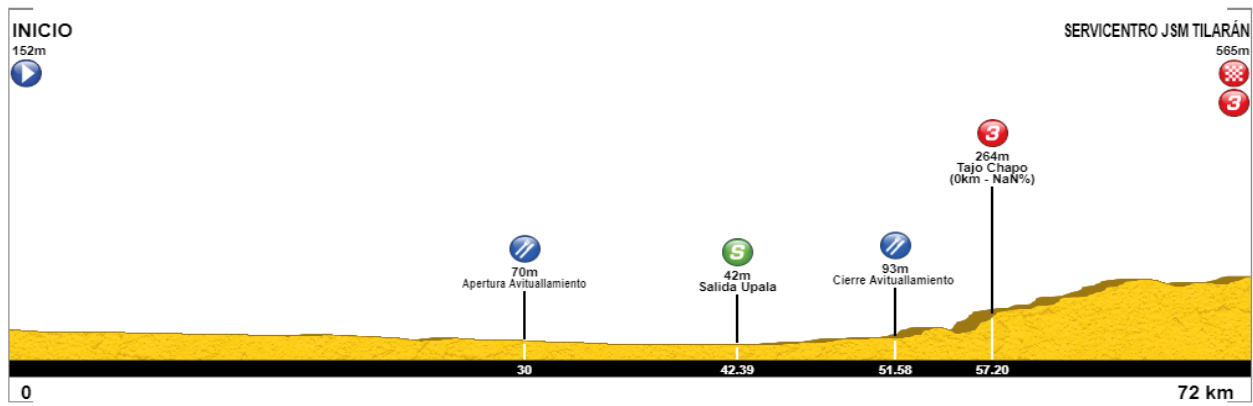 INICIO
152m
SERVICENTRO JSM TILARÁN
565m
3
3
264m
Tajo Chapo
(0km - NaN%)
70m
Apertura Avituallamiento
S
42m
Salida Upala
93m
Cierre Avituallamiento
30
42.39
51.58
57.20
0
72 km